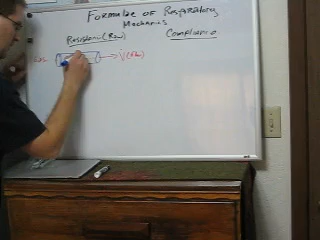 Formulae of Respiratory
Mechanics
Resistance (Raw)
Compliance